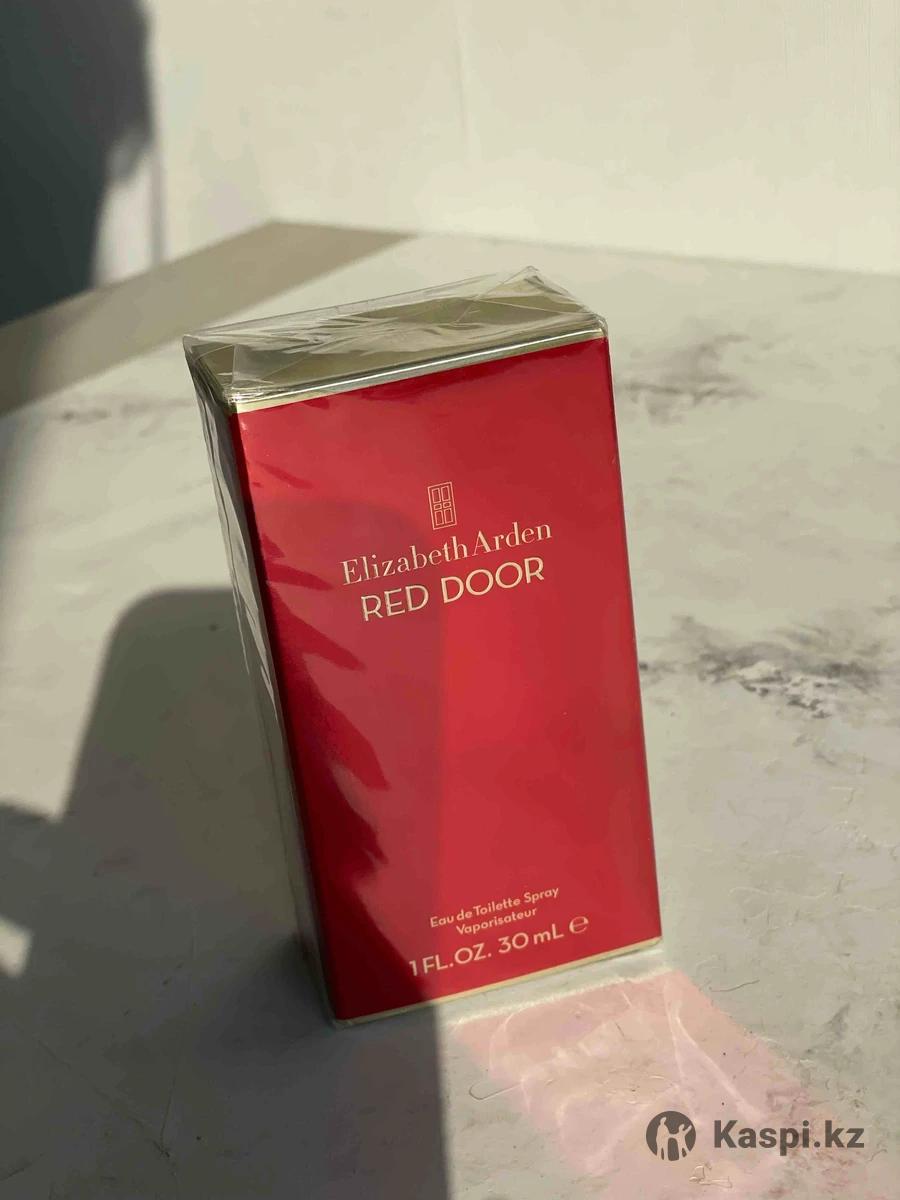 Elizabeth Arden
RED DOOR
Eau de Toilette Spray
Vaporisateur
1 FL.OZ. 30 mL ℮
Kaspi.kz